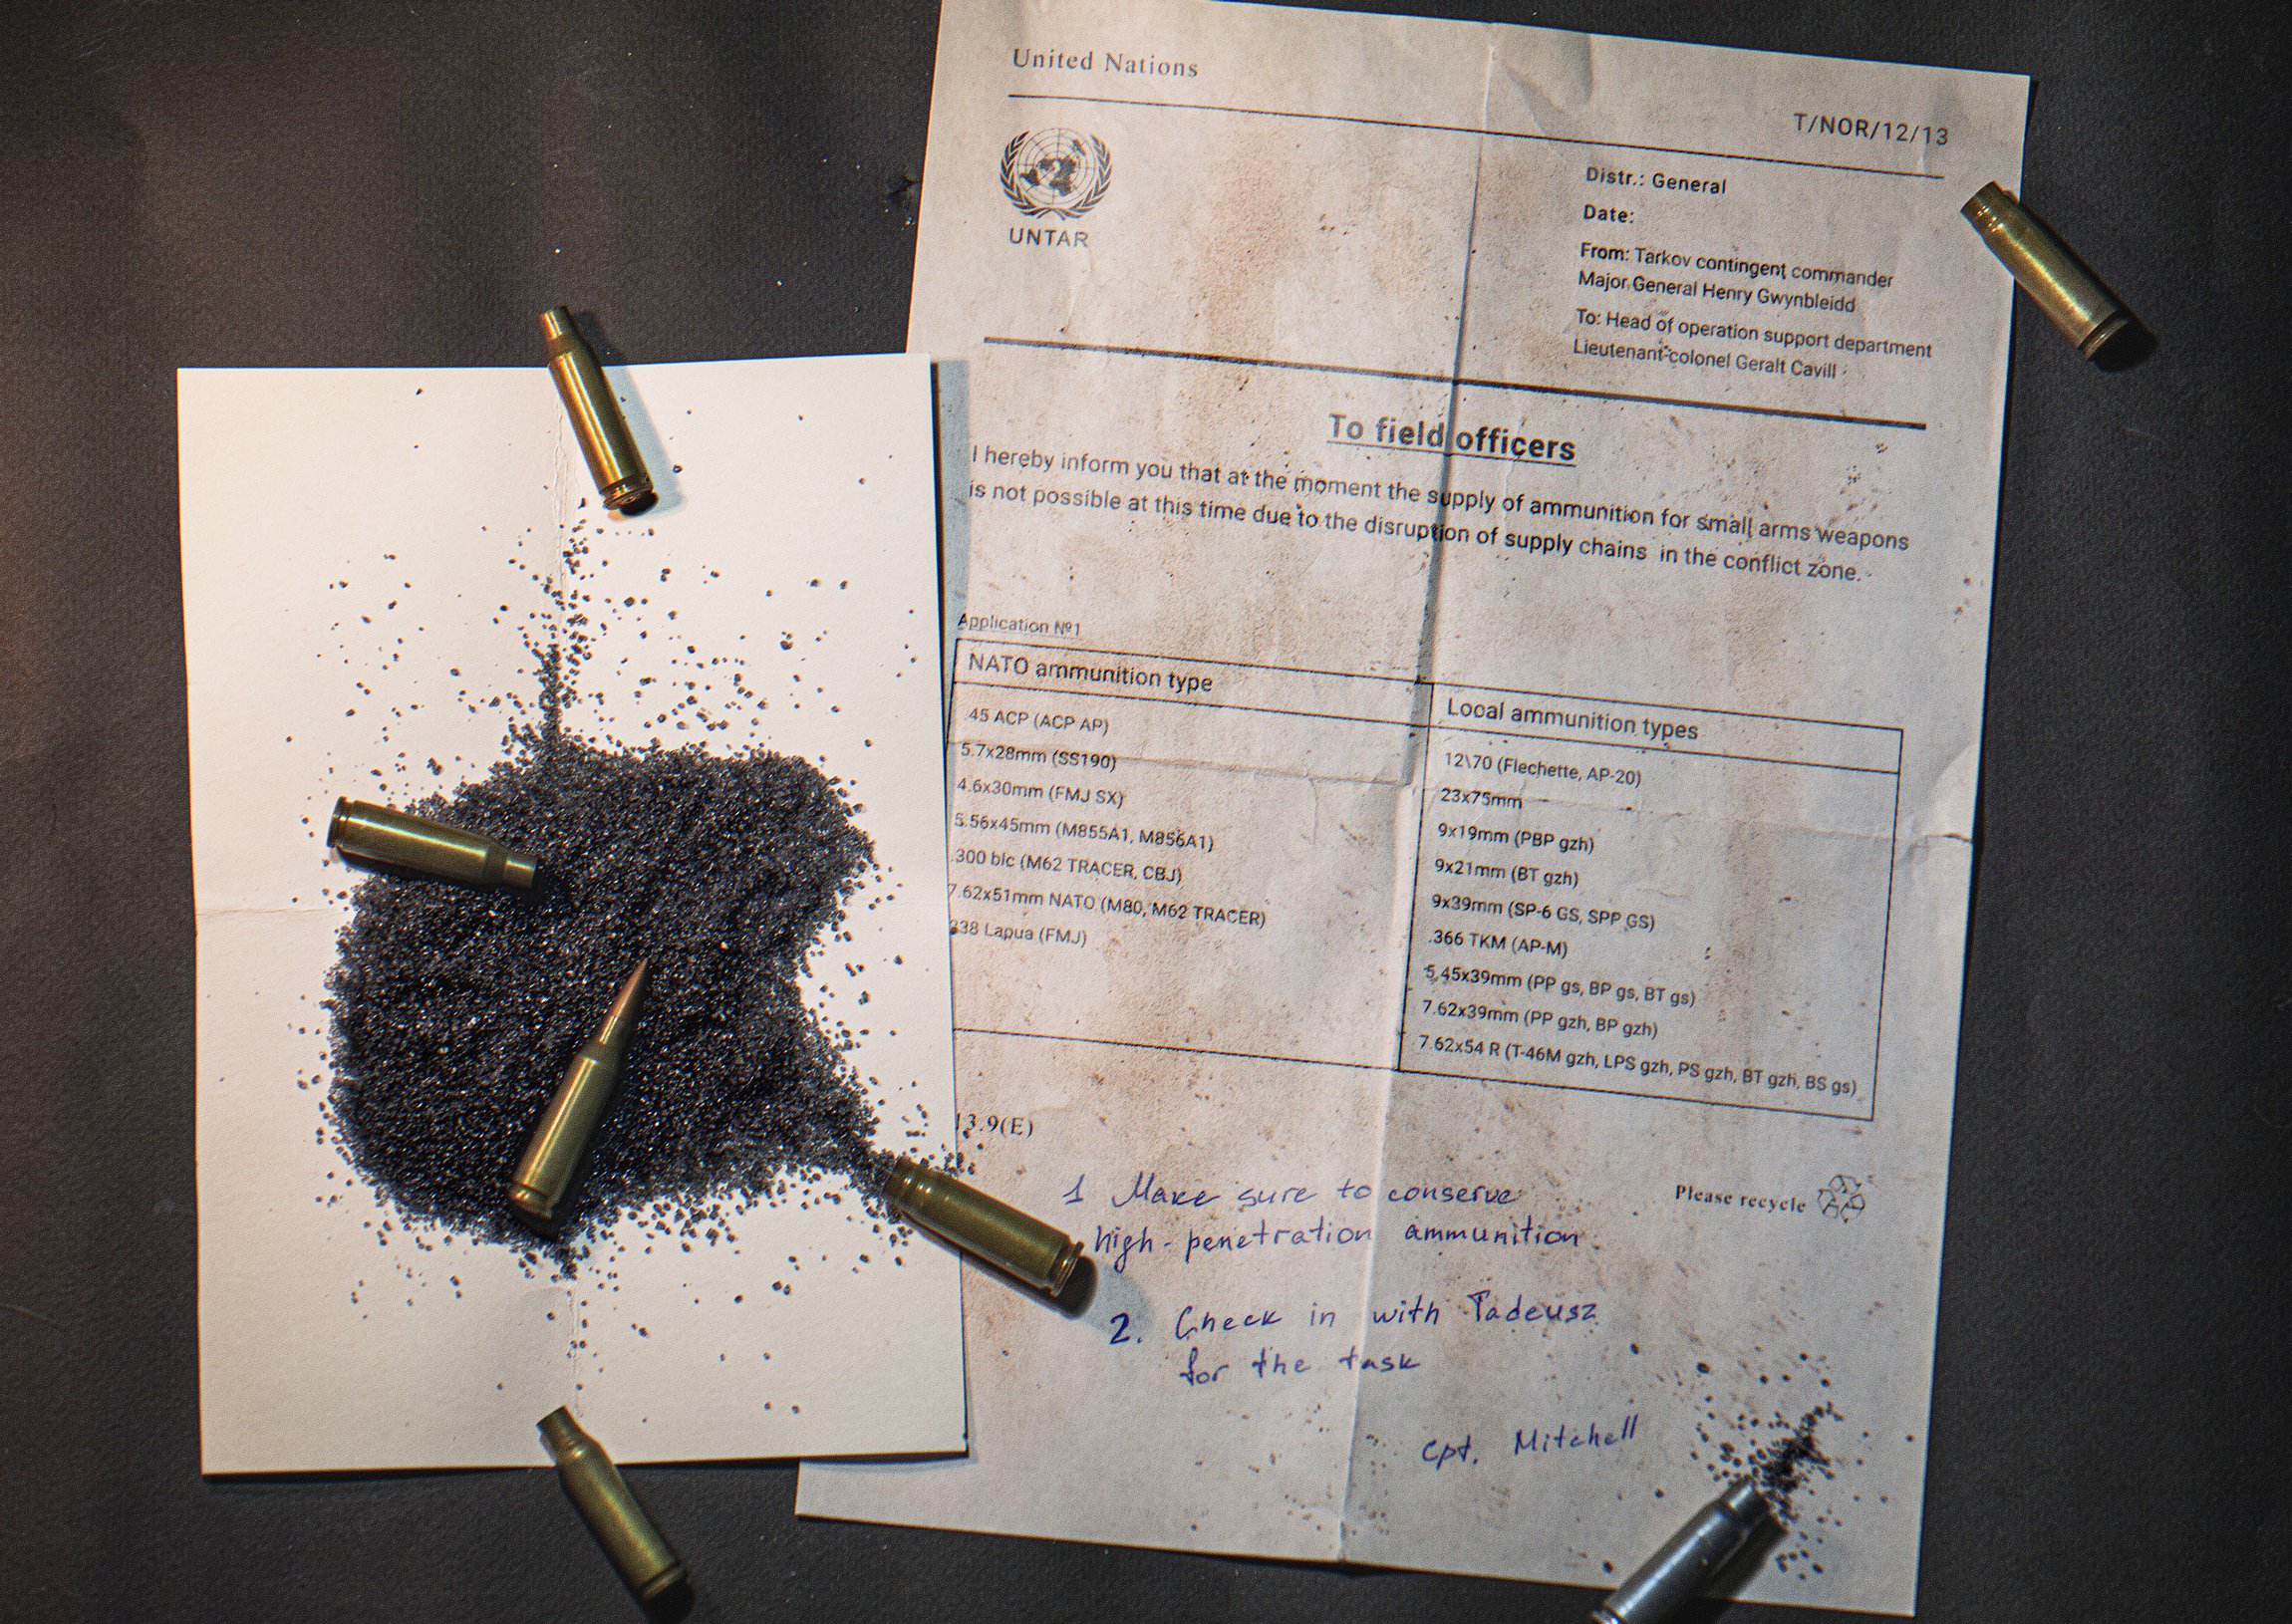 United Nations
T/NOR/12/13
UNTAR
Distr.: General
Date:
From: Tarkov contingent commander
Major General Henry Gwynbleidd
To: Head of operation support department
Lieutenant-colonel Geralt Cavill
To field officers
I hereby inform you that at the moment the supply of ammunition for small arms weapons
is not possible at this time due to the disruption of supply chains in the conflict zone.
Application №1
NATO ammunition type
.45 ACP (ACP AP)
5.7x28mm (SS190)
4.6x30mm (FMJ SX)
5.56x45mm (M855A1, M856A1)
.300 blc (M62 TRACER, CBJ)
7.62x51mm NATO (M80, M62 TRACER)
338 Lapua (FMJ)
Local ammunition types
12\70 (Flechette, AP-20)
23x75mm
9x19mm (PBP gzh)
9x21mm (BT gzh)
9x39mm (SP-6 GS, SPP GS)
.366 TKM (AP-M)
5.45x39mm (PP gs, BP gs, BT gs)
7.62x39mm (PP gzh, BP gzh)
7.62x54 R (T-46M gzh, LPS gzh, PS gzh, BT gzh, BS gs)
13.9(E)
Please recycle
1 Make sure to conserve
high-penetration ammunition
2. Check in with Tadeusz
for the task
Cpt. Mitchell